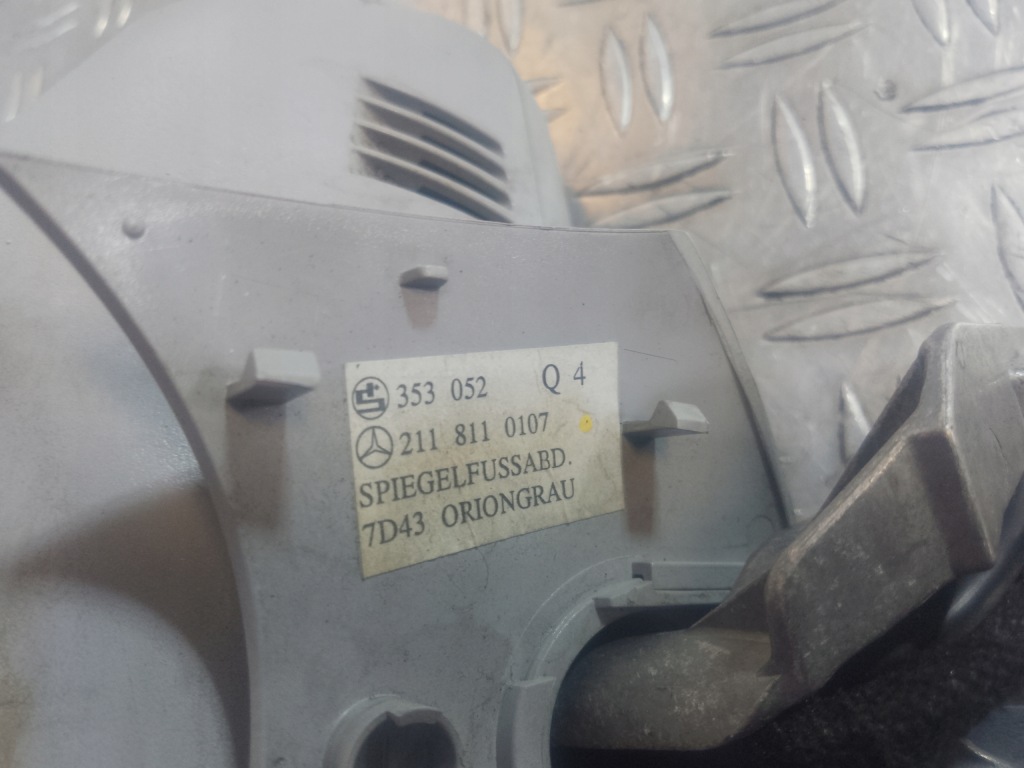 353 052 Q 4
211 811 0107
SPIEGELFUSSABD.
7D43 ORIONGRAU